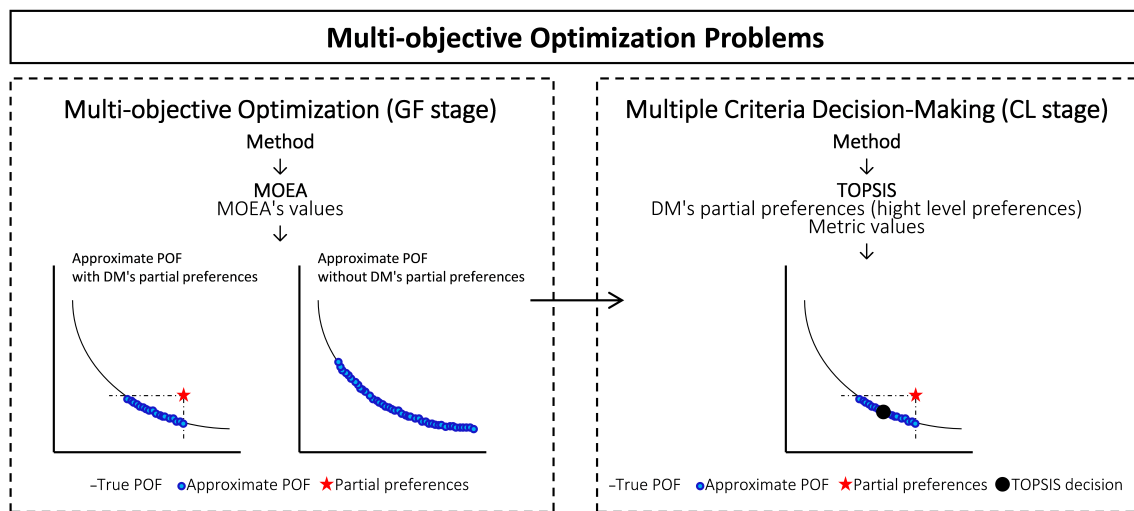 Multi-objective Optimization Problems
Multi-objective Optimization (GF stage)
Method
MOEA
MOEA's values
Approximate POF
with DM's partial preferences
Approximate POF
without DM's partial preferences
–True POF Approximate POF Partial preferences
Multiple Criteria Decision-Making (CL stage)
Method
TOPSIS
DM's partial preferences (hight level preferences)
Metric values
–True POF Approximate POF Partial preferences TOPSIS decision